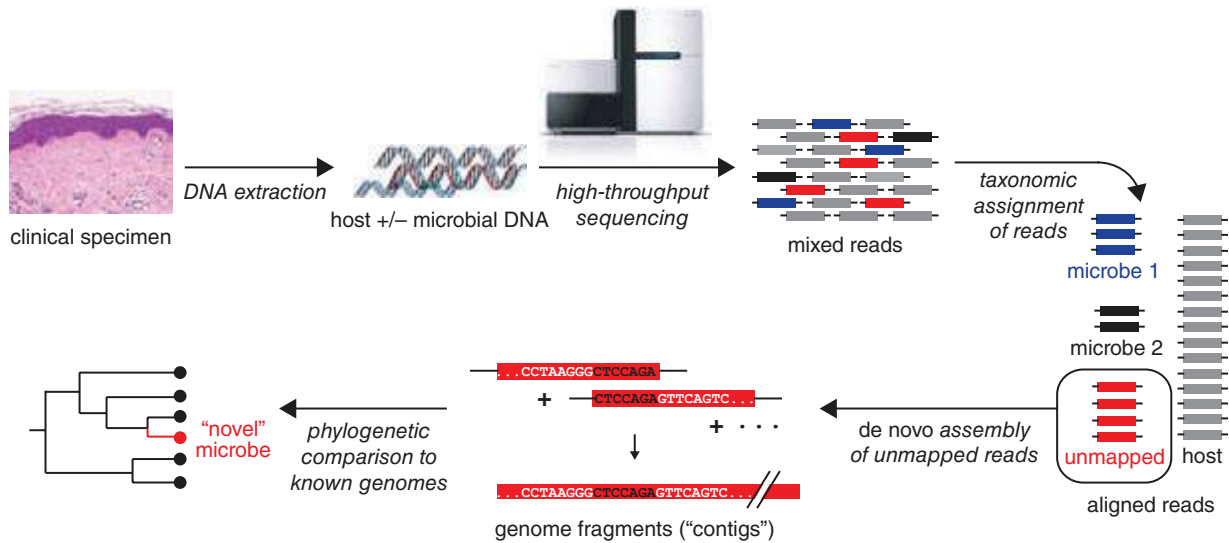 clinical specimen
DNA extraction
host +/– microbial DNA
high-throughput
sequencing
mixed reads
taxonomic
assignment
of reads
microbe 1
microbe 2
unmapped
host
aligned reads
de novo assembly
of unmapped reads
...CCTAAGGGCTCCAGA
+
CTCCAGAGTTCAGTC...
+ . . .
...CCTAAGGGCTCCAGAGTTCAGTC...
genome fragments (“contigs”)
phylogenetic
comparison to
known genomes
“novel”
microbe